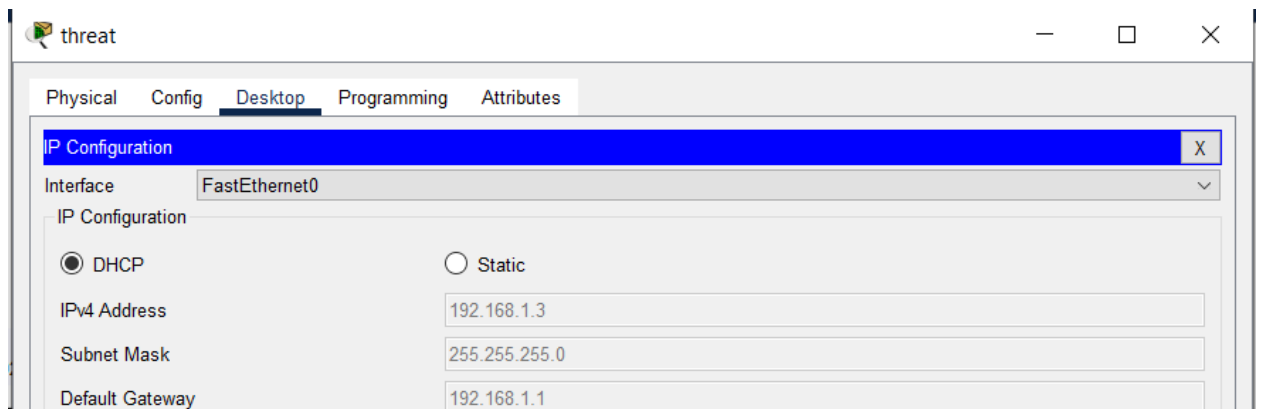 threat
Physical Config Desktop Programming Attributes
IP Configuration X
Interface FastEthernet0
IP Configuration
DHCP Static
IPv4 Address 192.168.1.3
Subnet Mask 255.255.255.0
Default Gateway 192.168.1.1